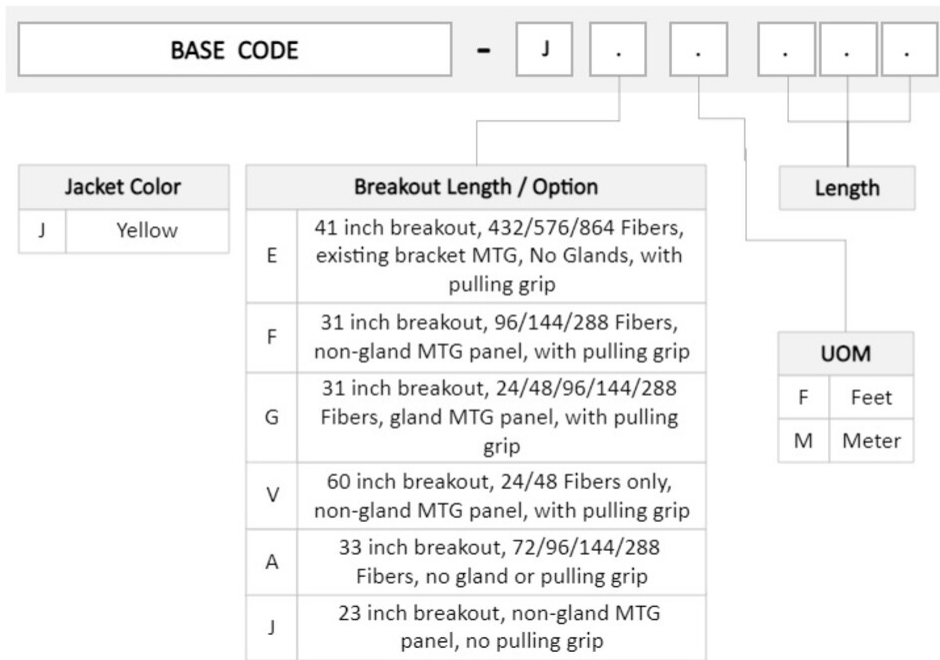 BASE CODE - J . . . . .
Jacket Color
J Yellow
Breakout Length / Option
E 41 inch breakout, 432/576/864 Fibers,
existing bracket MTG, No Glands, with
pulling grip
F 31 inch breakout, 96/144/288 Fibers,
non-gland MTG panel, with pulling grip
G 31 inch breakout, 24/48/96/144/288
Fibers, gland MTG panel, with pulling
grip
V 60 inch breakout, 24/48 Fibers only,
non-gland MTG panel, with pulling grip
A 33 inch breakout, 72/96/144/288
Fibers, no gland or pulling grip
J 23 inch breakout, non-gland MTG
panel, no pulling grip
Length
UOM
F Feet
M Meter